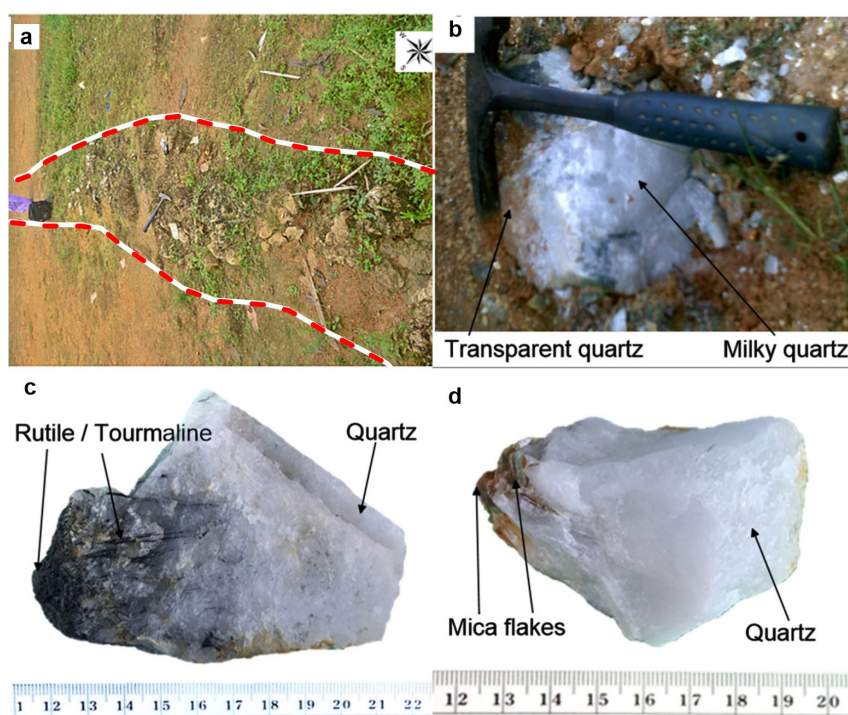 a
b
Transparent quartz
Milky quartz
c
Rutile / Tourmaline
Quartz
1 12 13 14 15 16 17 18 19 20 21 22
d
Mica flakes
Quartz
12 13 14 15 16 17 18 19 20